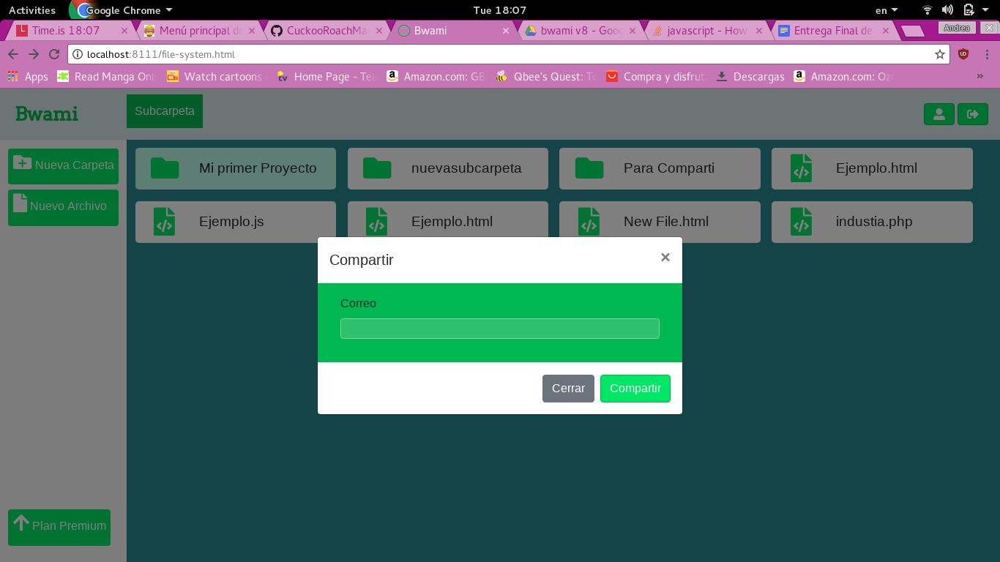 Activities Google Chrome Tue 18:07 en
Time.is 18:07 Menú principal de CuckooRoachMa Bwami bwami v8 - Goog javascript - How Entrega Final de Andrea
localhost:8111/file-system.html
Apps Read Manga Onl Watch cartoons Home Page - Tel Amazon.com: GB Qbee's Quest: Tu Compra y disfrut Descargas Amazon.com: Ozo »
Bwami Subcarpeta
Nueva Carpeta
Nuevo Archivo
Mi primer Proyecto nuevasubcarpeta Para Comparti Ejemplo.html
Ejemplo.js Ejemplo.html New File.html industia.php
Compartir ×
Correo
Cerrar Compartir
Plan Premium